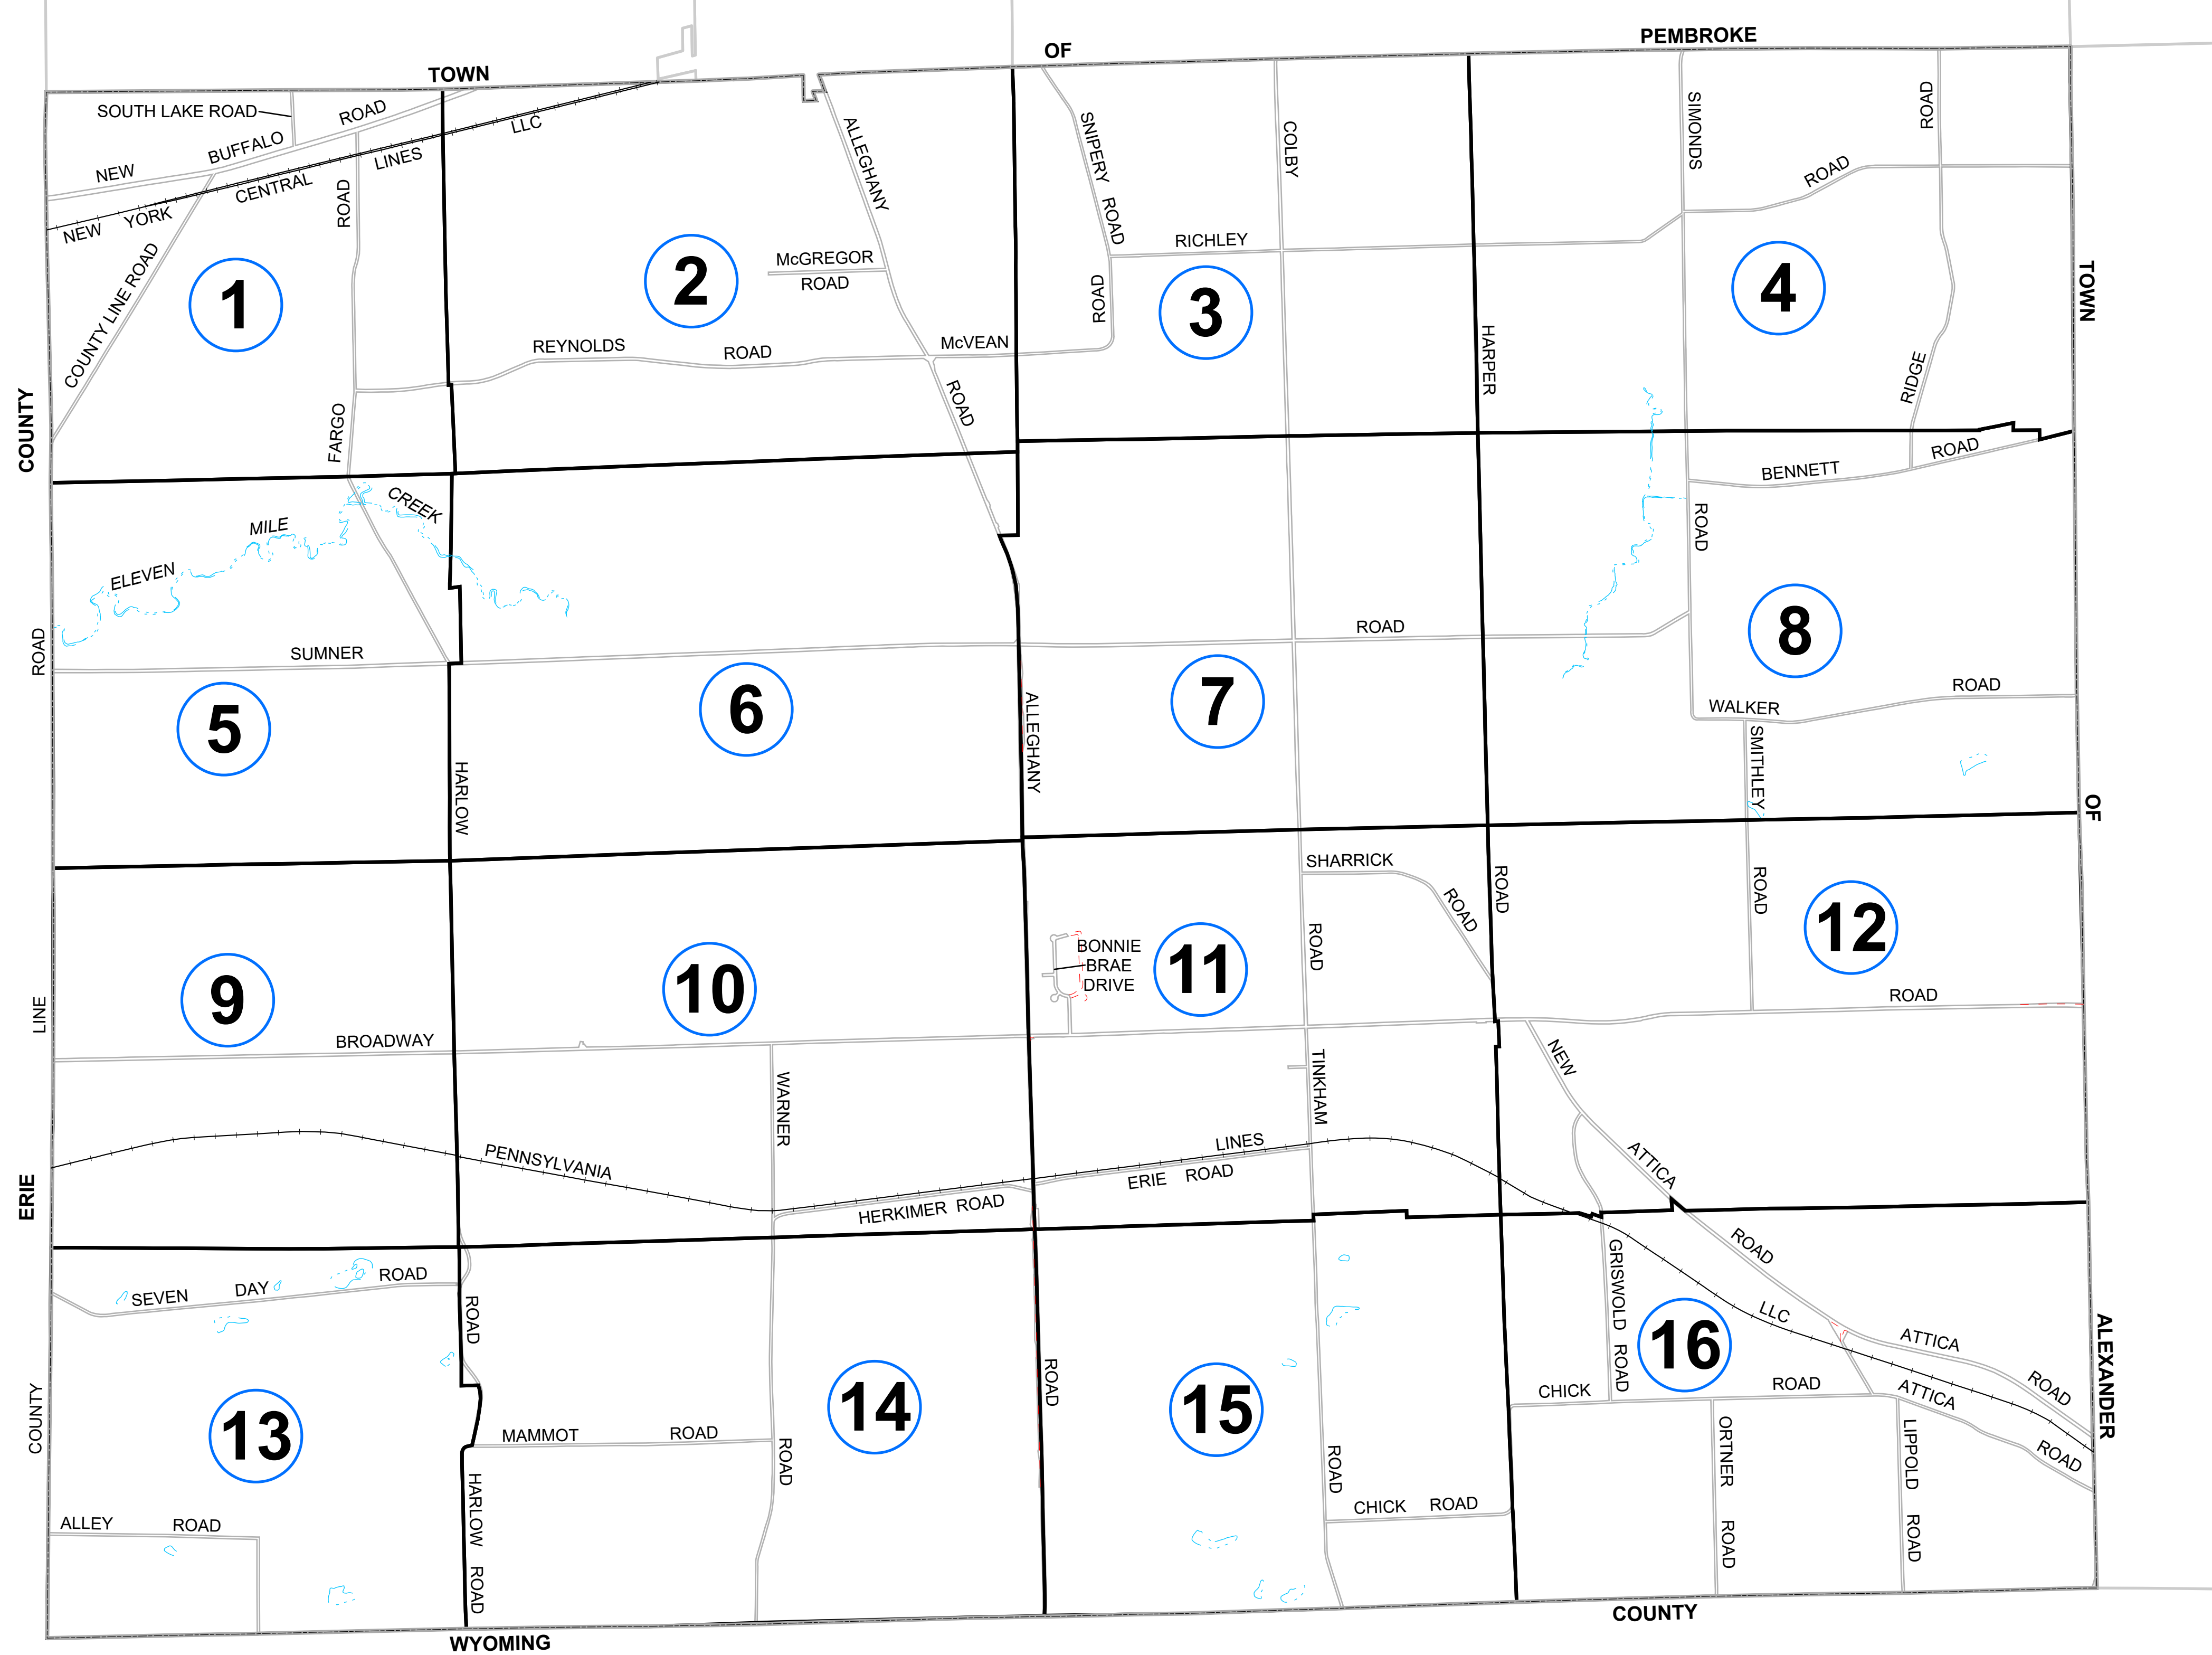 TOWN
OF
PEMBROKE
SOUTH LAKE ROAD
NEW
BUFFALO
ROAD
NEW
YORK
CENTRAL
LINES
LLC
COUNTY LINE ROAD
ROAD
FARGO
ALLEGHANY
ROAD
McGREGOR
ROAD
REYNOLDS
ROAD
McVEAN
ROAD
SNIPERY
ROAD
COLBY
RICHLEY
HARPER
SIMONDS
ROAD
ROAD
RIDGE
1
2
3
4
TOWN
COUNTY
CREEK
MILE
ELEVEN
BENNETT
ROAD
ROAD
ROAD
SUMNER
ROAD
WALKER
ROAD
SMITHLEY
5
6
7
8
HARLOW
ALLEGHANY
OF
SHARRICK
ROAD
ROAD
ROAD
ROAD
BONNIE
BRAE
DRIVE
9
10
11
12
LINE
BROADWAY
ROAD
WARNER
TINKHAM
NEW
ATTICA
ROAD
PENNSYLVANIA
LINES
ERIE
ROAD
HERKIMER
ROAD
LLC
ERIE
SEVEN
DAY
ROAD
ROAD
GRISWOLD
ROAD
ATTICA
ROAD
ATTICA
ROAD
ROAD
ALEXANDER
13
14
15
16
COUNTY
CHICK
ROAD
MAMMOT
ROAD
ROAD
ROAD
ORTNER
ROAD
LIPPOLD
ROAD
HARLOW
ROAD
CHICK
ROAD
ALLEY
ROAD
WYOMING
COUNTY